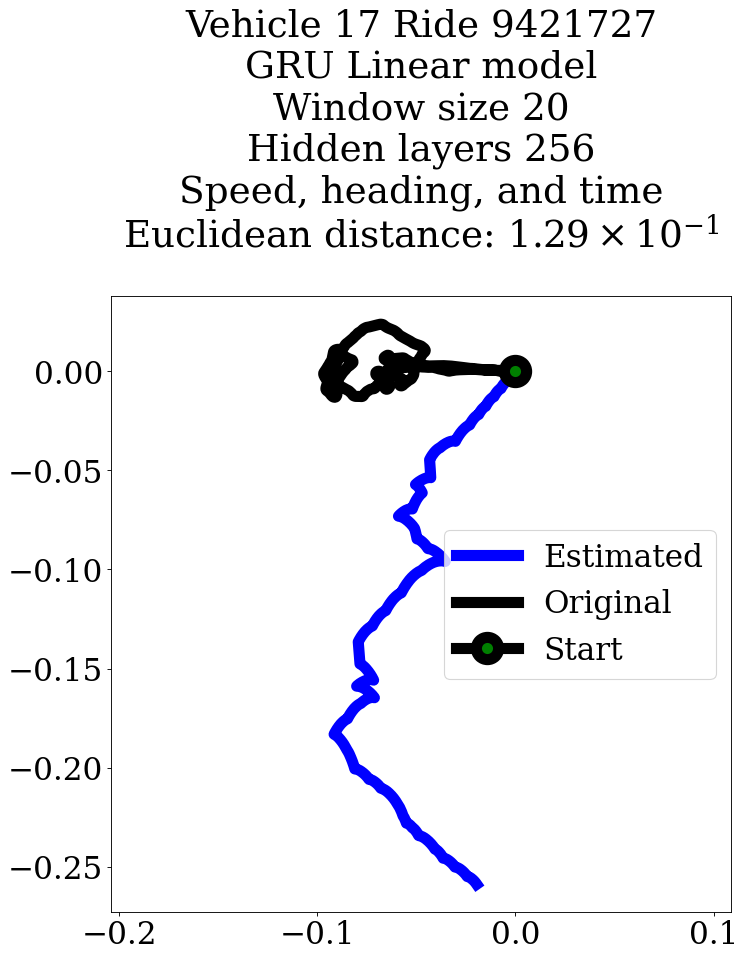 Vehicle 17 Ride 9421727
GRU Linear model
Window size 20
Hidden layers 256
Speed, heading, and time
Euclidean distance: 1.29 × 10⁻¹
0.00
−0.05
−0.10
−0.15
−0.20
−0.25
Estimated
Original
Start
−0.2
−0.1
0.0
0.1